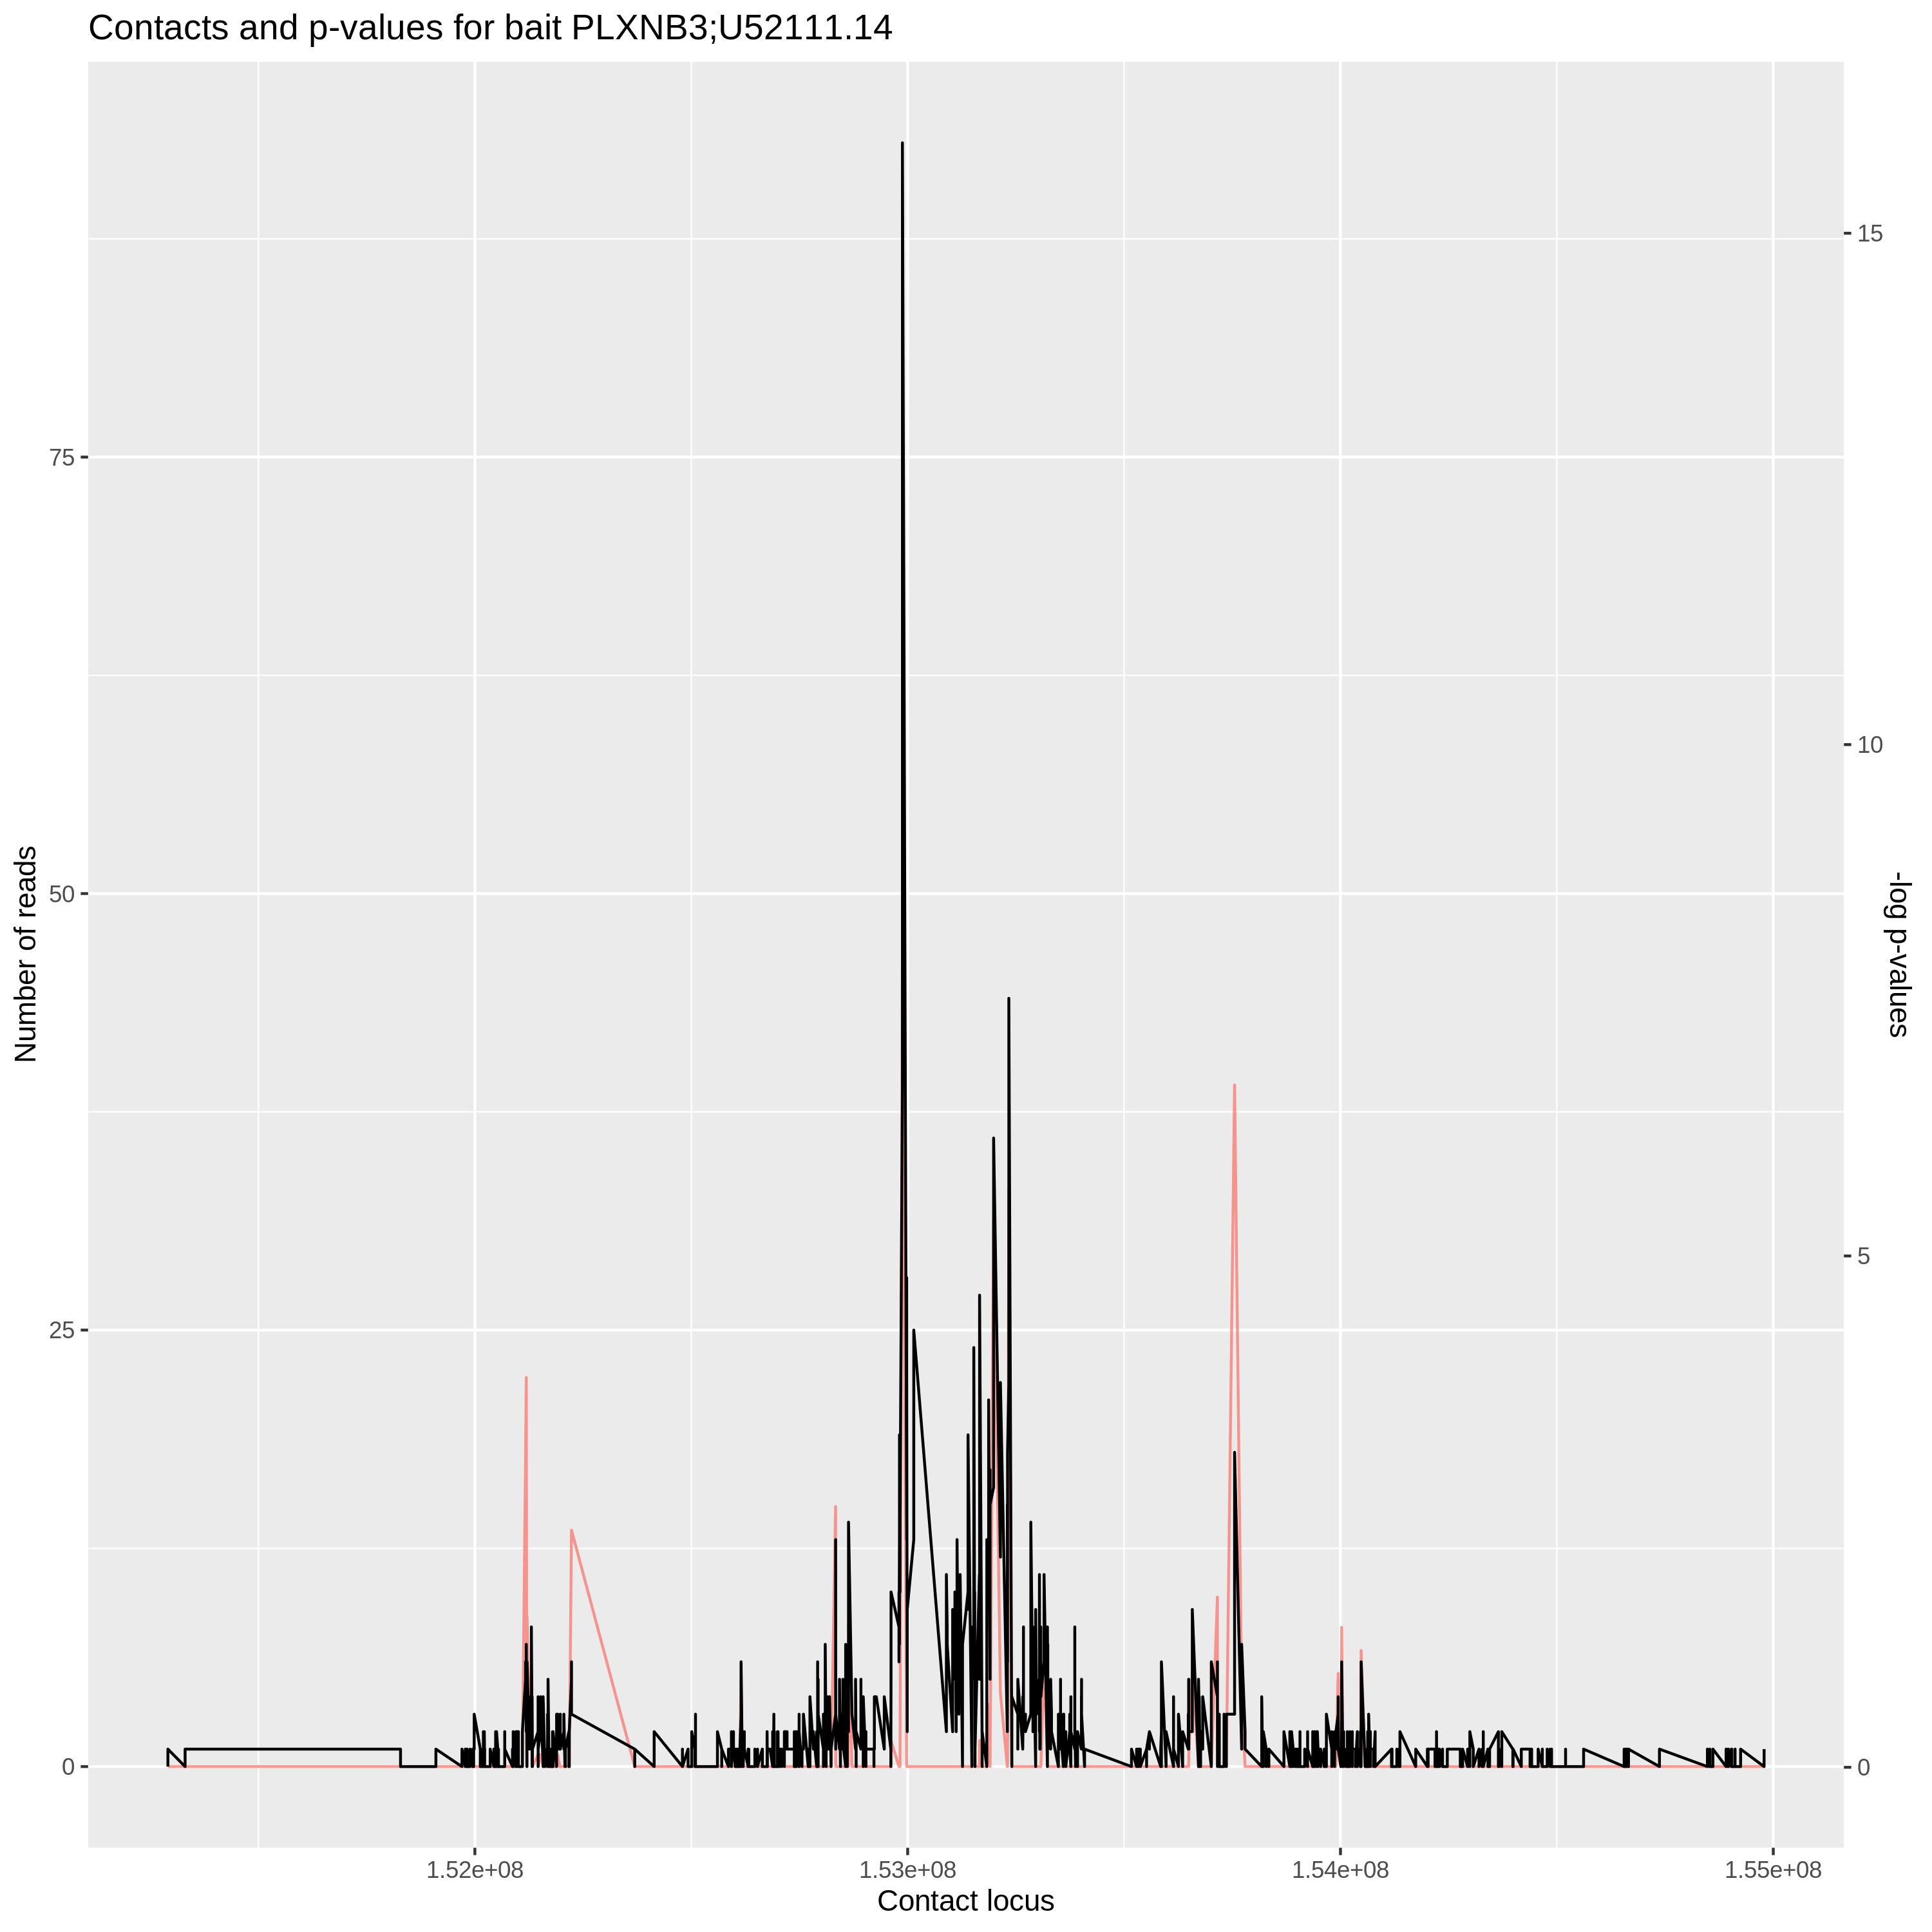 Contacts and p-values for bait PLXNB3;U52111.14
Number of reads
75
50
25
0
15
10
5
0
-log p-values
1.52e+08
1.53e+08
1.54e+08
1.55e+08
Contact locus